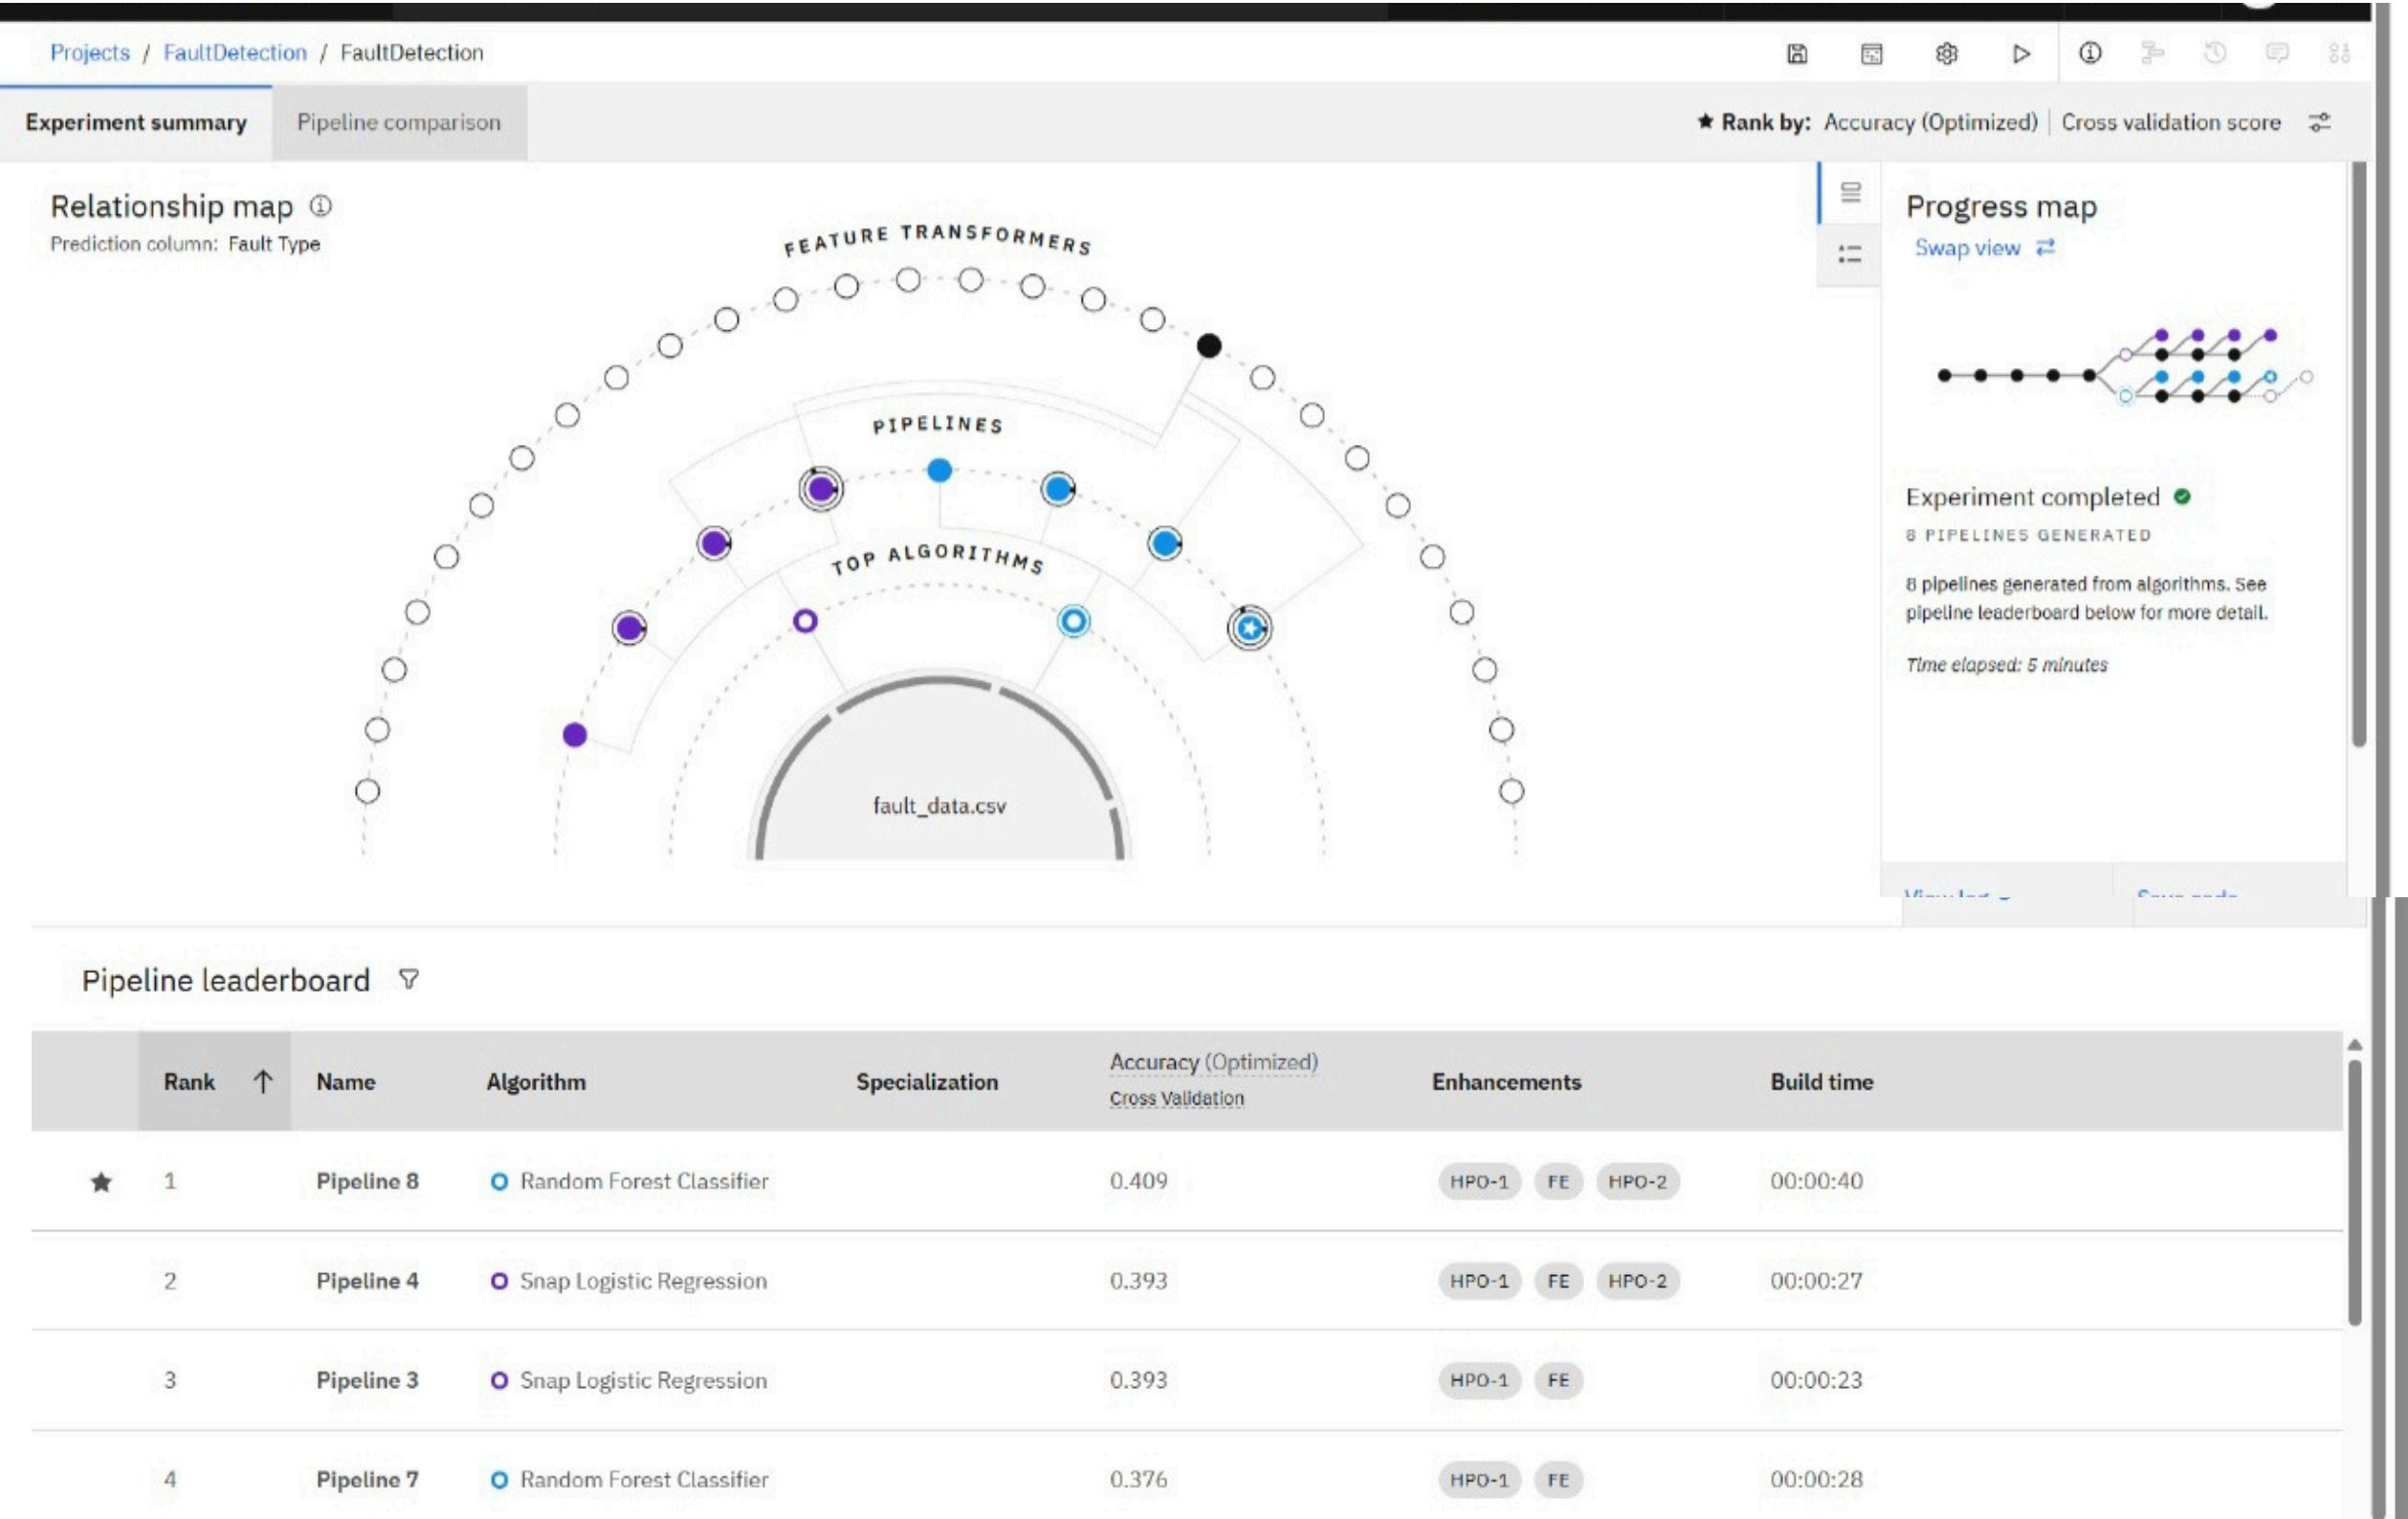 Projects / FaultDetection / FaultDetection
Experiment summary
Pipeline comparison
★ Rank by: Accuracy (Optimized) | Cross validation score
Relationship map
Prediction column: Fault Type
FEATURE TRANSFORMERS
PIPELINES
TOP ALGORITHMS
fault_data.csv
Progress map
Swap view
Experiment completed
8 PIPELINES GENERATED
8 pipelines generated from algorithms. See
pipeline leaderboard below for more detail.
Time elapsed: 5 minutes
Pipeline leaderboard
Rank ↑ Name Algorithm Specialization Accuracy (Optimized) Enhancements Build time
Cross Validation
★ 1 Pipeline 8 Random Forest Classifier 0.409 HPO-1 FE HPO-2 00:00:40
2 Pipeline 4 Snap Logistic Regression 0.393 HPO-1 FE HPO-2 00:00:27
3 Pipeline 3 Snap Logistic Regression 0.393 HPO-1 FE 00:00:23
4 Pipeline 7 Random Forest Classifier 0.376 HPO-1 FE 00:00:28